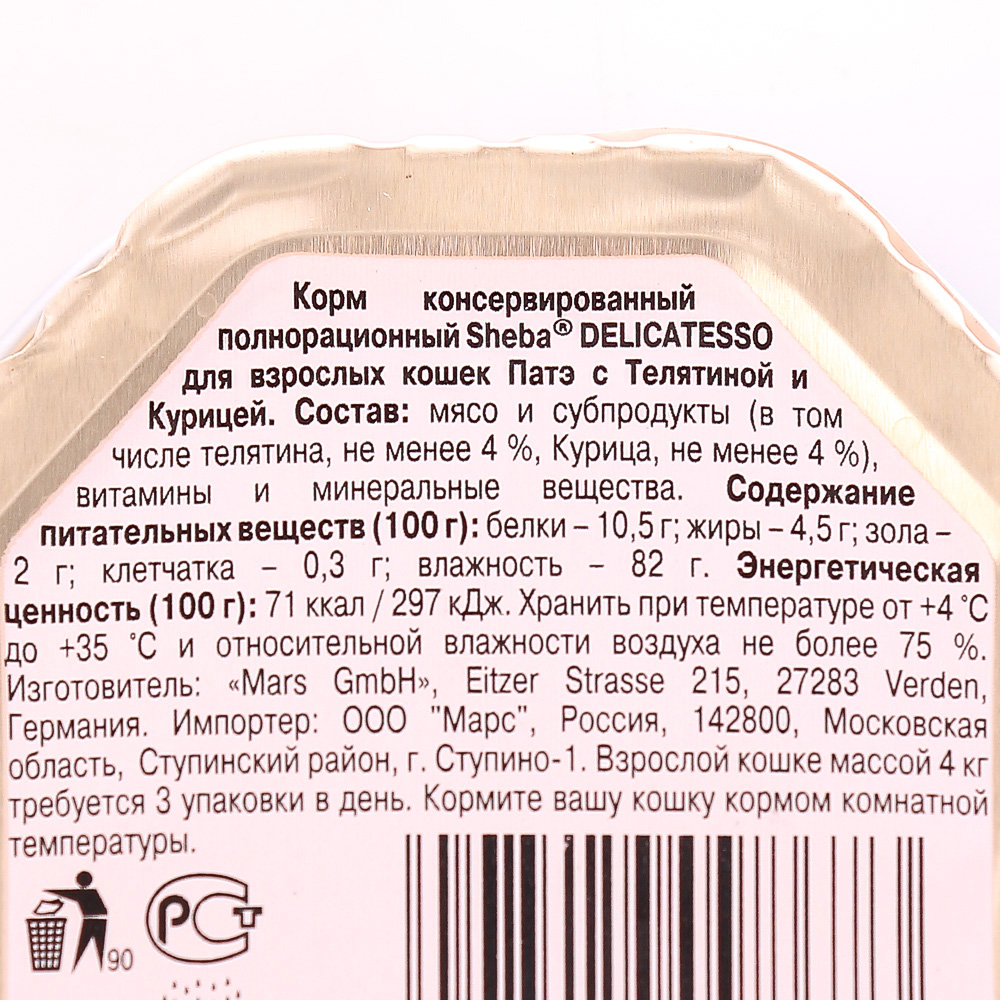 Корм консервированный
полнорационный Sheba® DELICATESSO
для взрослых кошек Патэ с Телятиной и
Курицей. Состав: мясо и субпродукты (в том
числе телятина, не менее 4 %, Курица, не менее 4 %),
витамины и минеральные вещества. Содержание
питательных веществ (100 г): белки – 10,5 г; жиры – 4,5 г; зола –
2 г; клетчатка – 0,3 г; влажность – 82 г. Энергетическая
ценность (100 г): 71 ккал / 297 кДж. Хранить при температуре от +4 °C
до +35 °C и относительной влажности воздуха не более 75 %.
Изготовитель: «Mars GmbH», Eitzer Strasse 215, 27283 Verden,
Германия. Импортер: ООО "Марс", Россия, 142800, Московская
область, Ступинский район, г. Ступино-1. Взрослой кошке массой 4 кг
требуется 3 упаковки в день. Кормите вашу кошку кормом комнатной
температуры.
90
РСТ